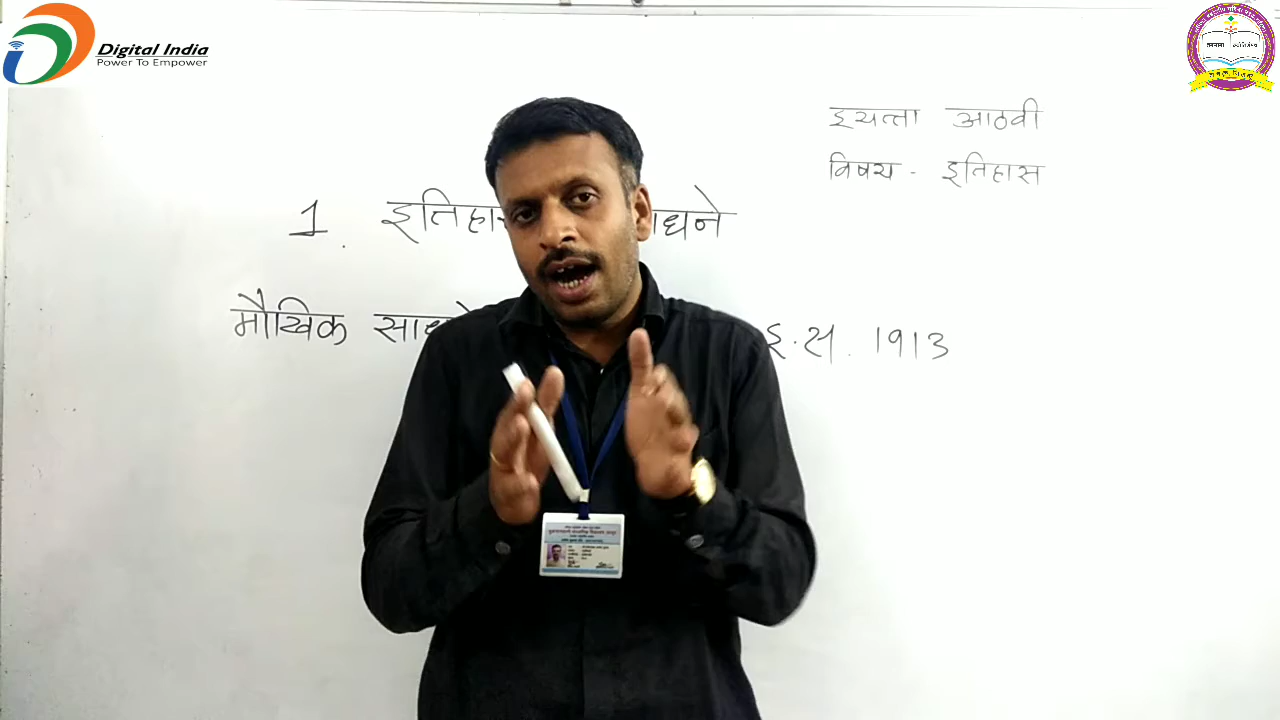 Digital India
Power To Empower
इयत्ता आठवी
विषय - इतिहास
1. इतिहा
ाधने
मौखिक साध
इ.स. 1913